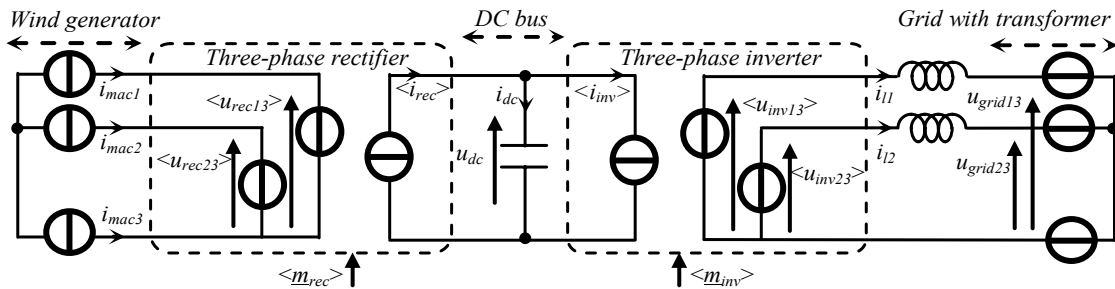 Wind generator
DC bus
Grid with transformer
Three-phase rectifier
Three-phase inverter
i_mac1
<u_rec13>
<i_rec>
i_dc
<i_inv>
<u_inv13>
i_l1
u_grid13
i_mac2
<u_rec23>
u_dc
<u_inv23>
i_l2
u_grid23
i_mac3
<m_rec>
<m_inv>